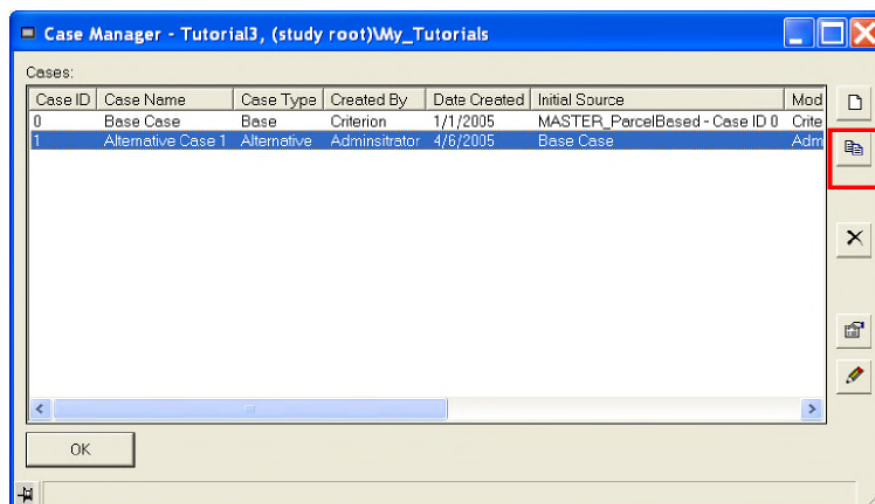 Case Manager - Tutorial3, (study root)\My_Tutorials
Cases:
Case ID Case Name Case Type Created By Date Created Initial Source Mod
0 Base Case Base Criterion 1/1/2005 MASTER_ParcelBased - Case ID 0 Crite
1 Alternative Case 1 Alternative Adminsitrator 4/6/2005 Base Case Adm
OK